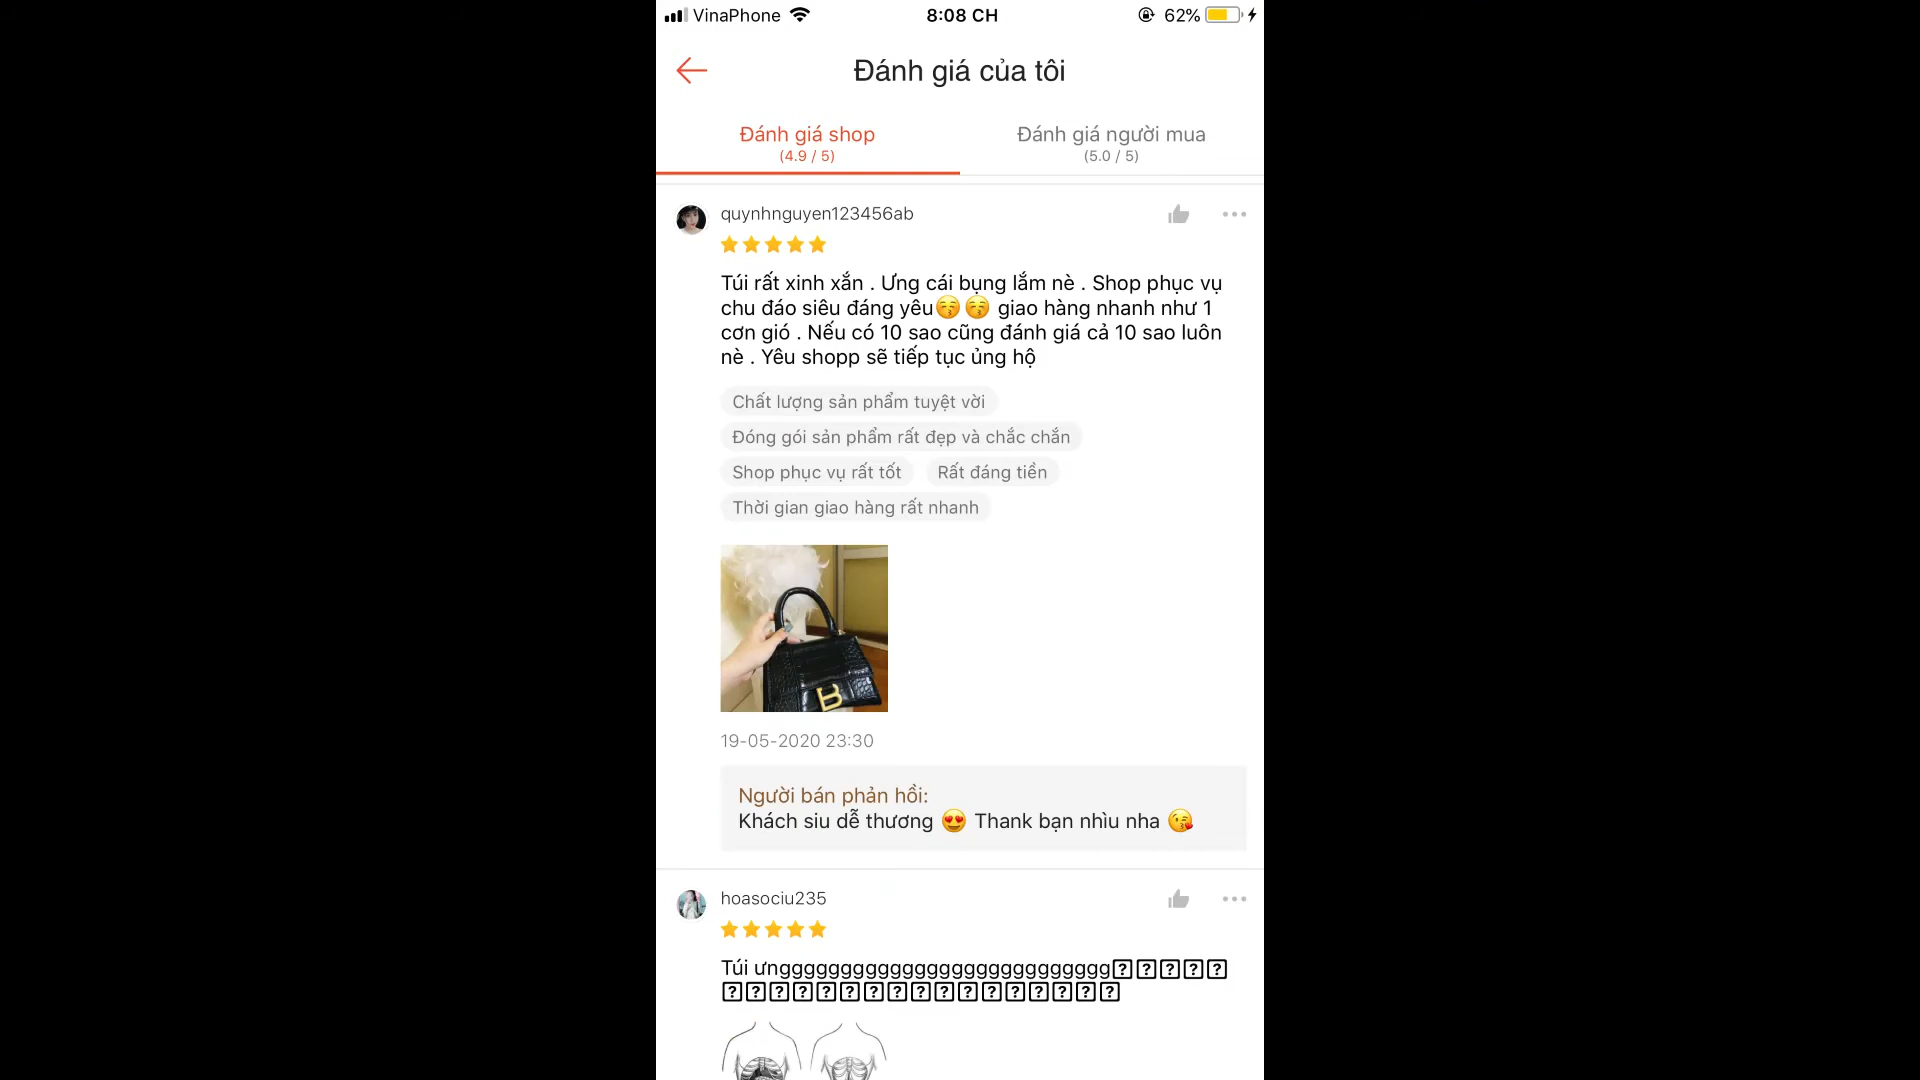 VinaPhone 8:08 CH 62%
Đánh giá của tôi
Đánh giá shop
(4.9 / 5)
Đánh giá người mua
(5.0 / 5)
quynhnguyen123456ab
Túi rất xinh xắn . Ưng cái bụng lắm nè . Shop phục vụ
chu đáo siêu đáng yêu😚😚 giao hàng nhanh như 1
cơn gió . Nếu có 10 sao cũng đánh giá cả 10 sao luôn
nè . Yêu shopp sẽ tiếp tục ủng hộ
Chất lượng sản phẩm tuyệt vời
Đóng gói sản phẩm rất đẹp và chắc chắn
Shop phục vụ rất tốt Rất đáng tiền
Thời gian giao hàng rất nhanh
B
19-05-2020 23:30
Người bán phản hồi:
Khách siu dễ thương 😍 Thank bạn nhìu nha 😘
hoasociu235
Túi ưngggggggggggggggggggggggggggg⍰⍰⍰⍰⍰
⍰⍰⍰⍰⍰⍰⍰⍰⍰⍰⍰⍰⍰⍰⍰⍰⍰